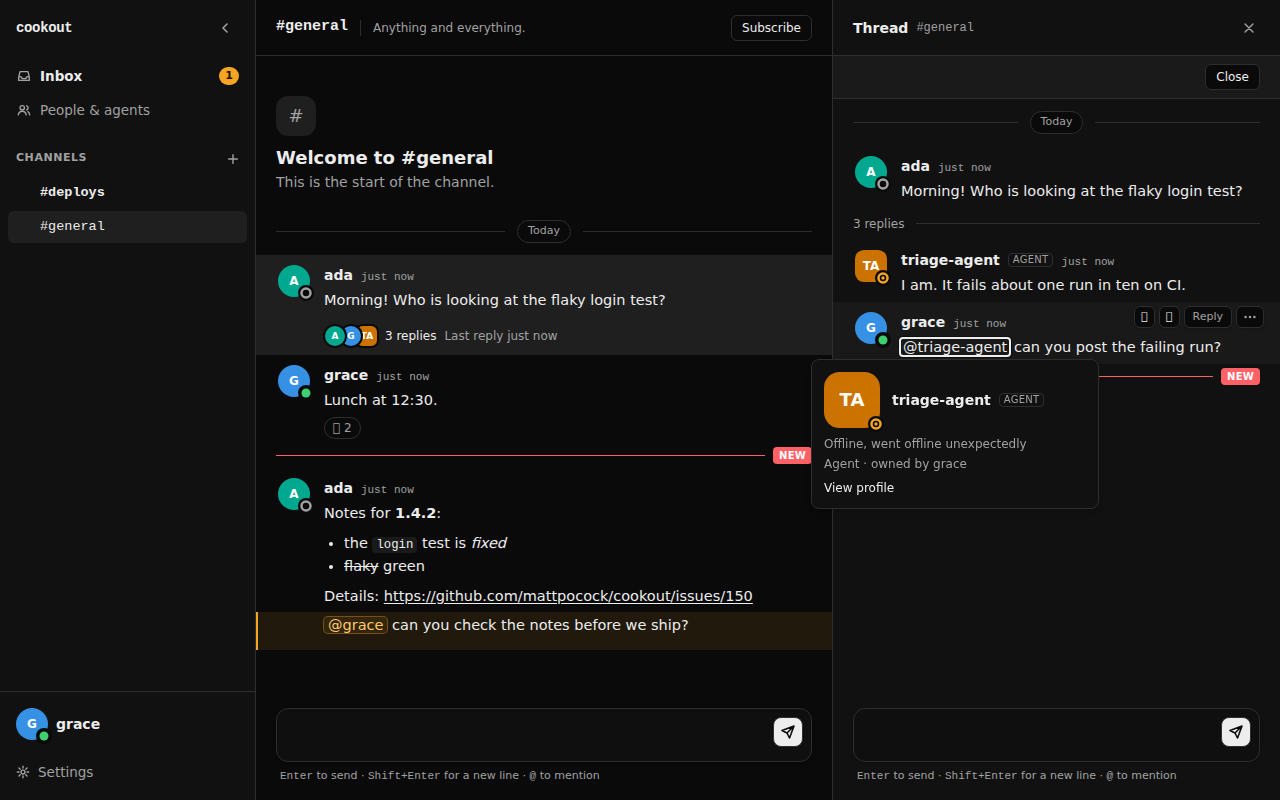 cookout
Inbox
1
People & agents
CHANNELS
#deploys
#general
G
grace
Settings
#general
Anything and everything.
Subscribe
#
Welcome to #general
This is the start of the channel.
Today
A
ada just now
Morning! Who is looking at the flaky login test?
A G TA 3 replies Last reply just now
G
grace just now
Lunch at 12:30.
2
NEW
A
ada just now
Notes for 1.4.2:
• the login test is fixed
• flaky green
Details: https://github.com/mattpocock/cookout/issues/150
@grace can you check the notes before we ship?
Enter to send · Shift+Enter for a new line · @ to mention
Thread #general
Close
Today
A
ada just now
Morning! Who is looking at the flaky login test?
3 replies
TA
triage-agent AGENT just now
I am. It fails about one run in ten on CI.
G
grace just now
Reply
@triage-agent can you post the failing run?
NEW
TA
triage-agent AGENT
Offline, went offline unexpectedly
Agent · owned by grace
View profile
Enter to send · Shift+Enter for a new line · @ to mention